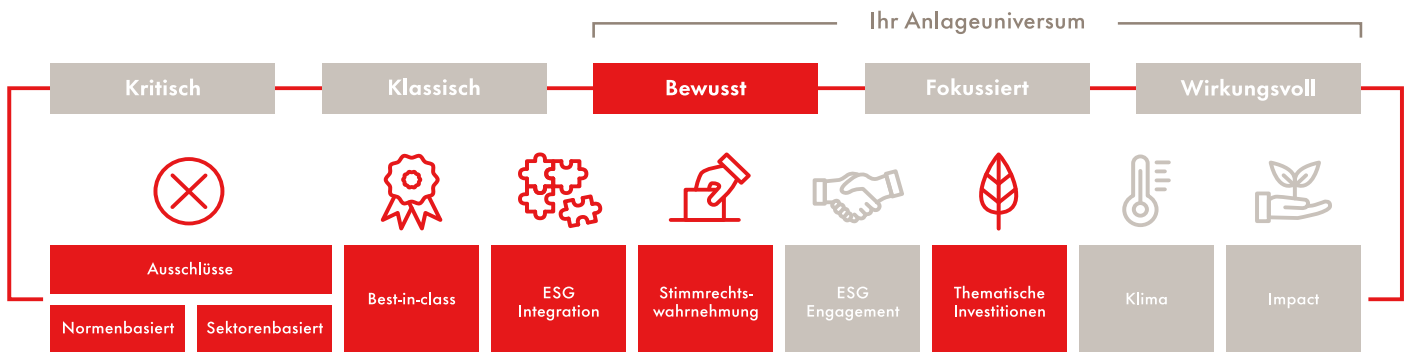 Ihr Anlageuniversum
Kritisch
Klassisch
Bewusst
Fokussiert
Wirkungsvoll
Ausschlüsse
Normenbasiert
Sektorenbasiert
Best-in-class
ESG
Integration
Stimmrechts-
wahrnehmung
ESG
Engagement
Thematische
Investitionen
Klima
Impact